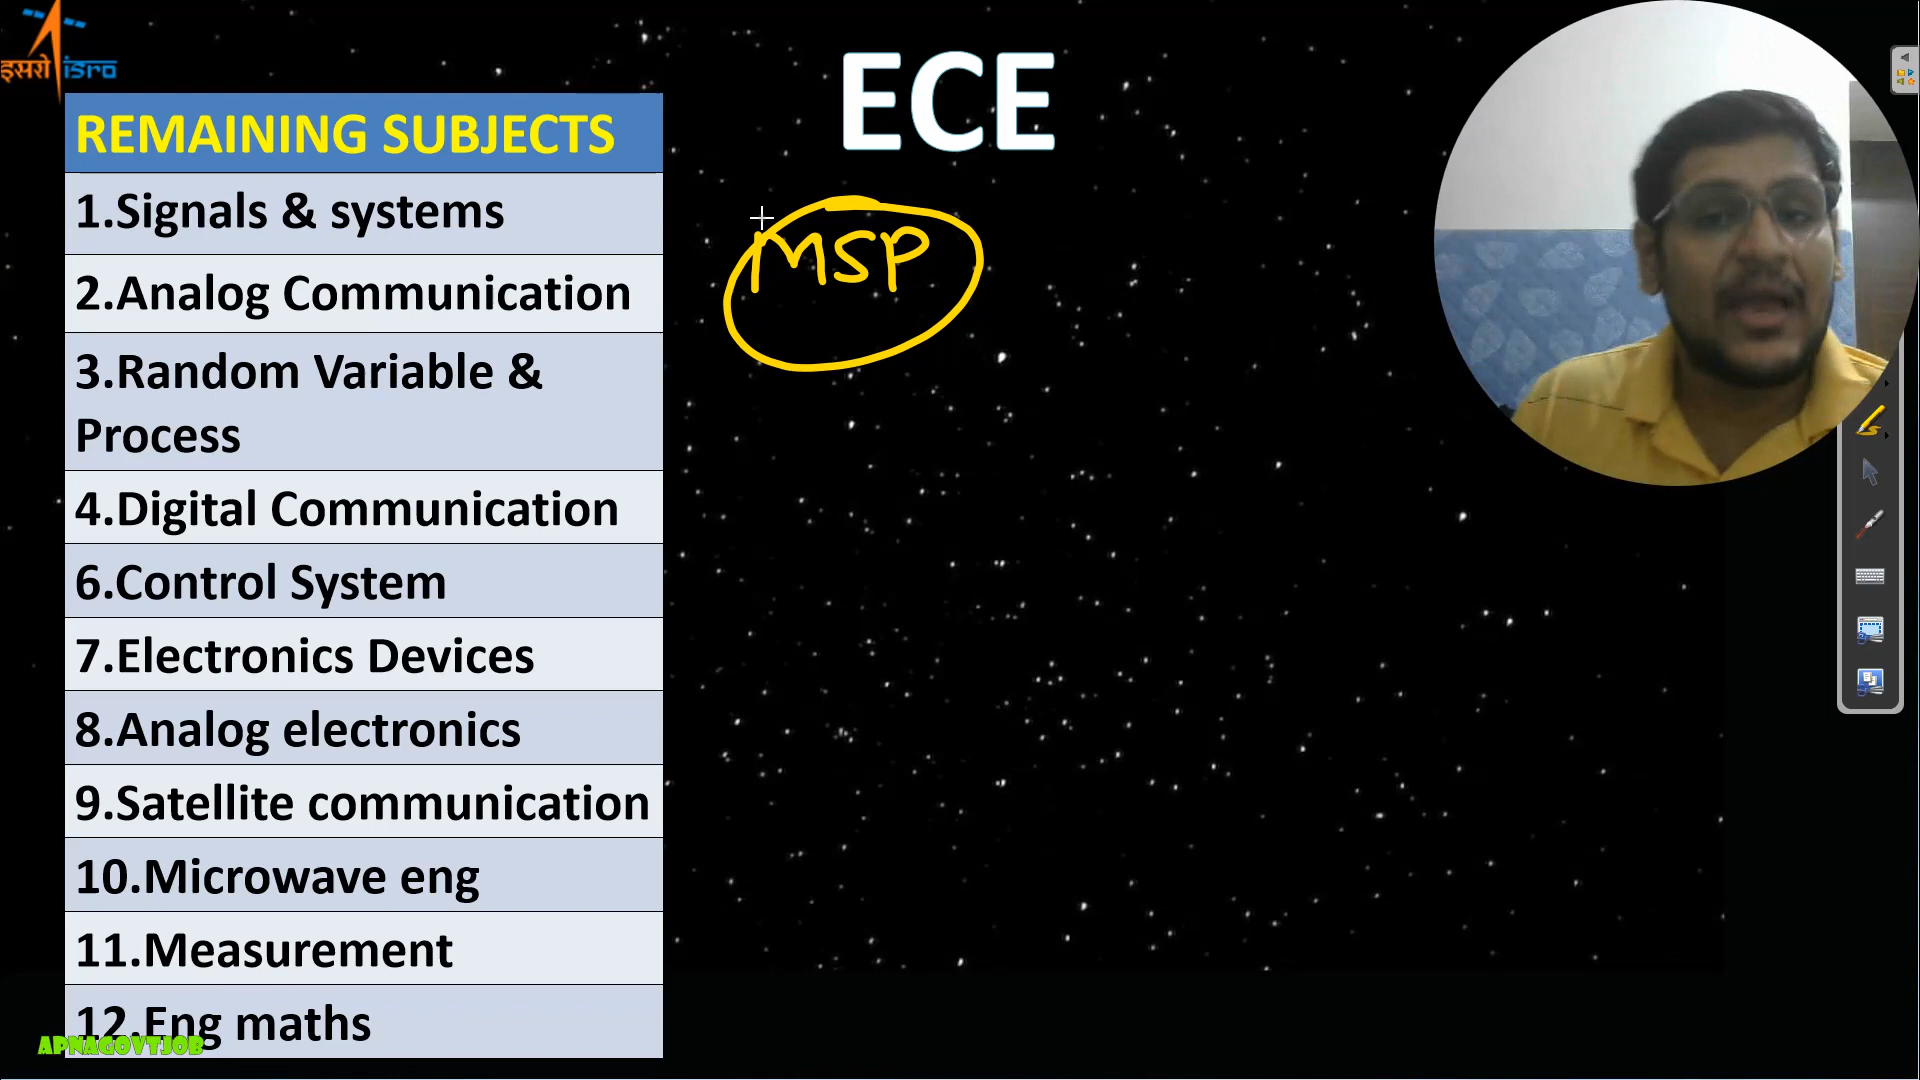 इसरो isro
ECE
REMAINING SUBJECTS
1.Signals & systems
2.Analog Communication
3.Random Variable &
Process
4.Digital Communication
6.Control System
7.Electronics Devices
8.Analog electronics
9.Satellite communication
10.Microwave eng
11.Measurement
12.Eng maths
MSP
APNAGOVTJOB